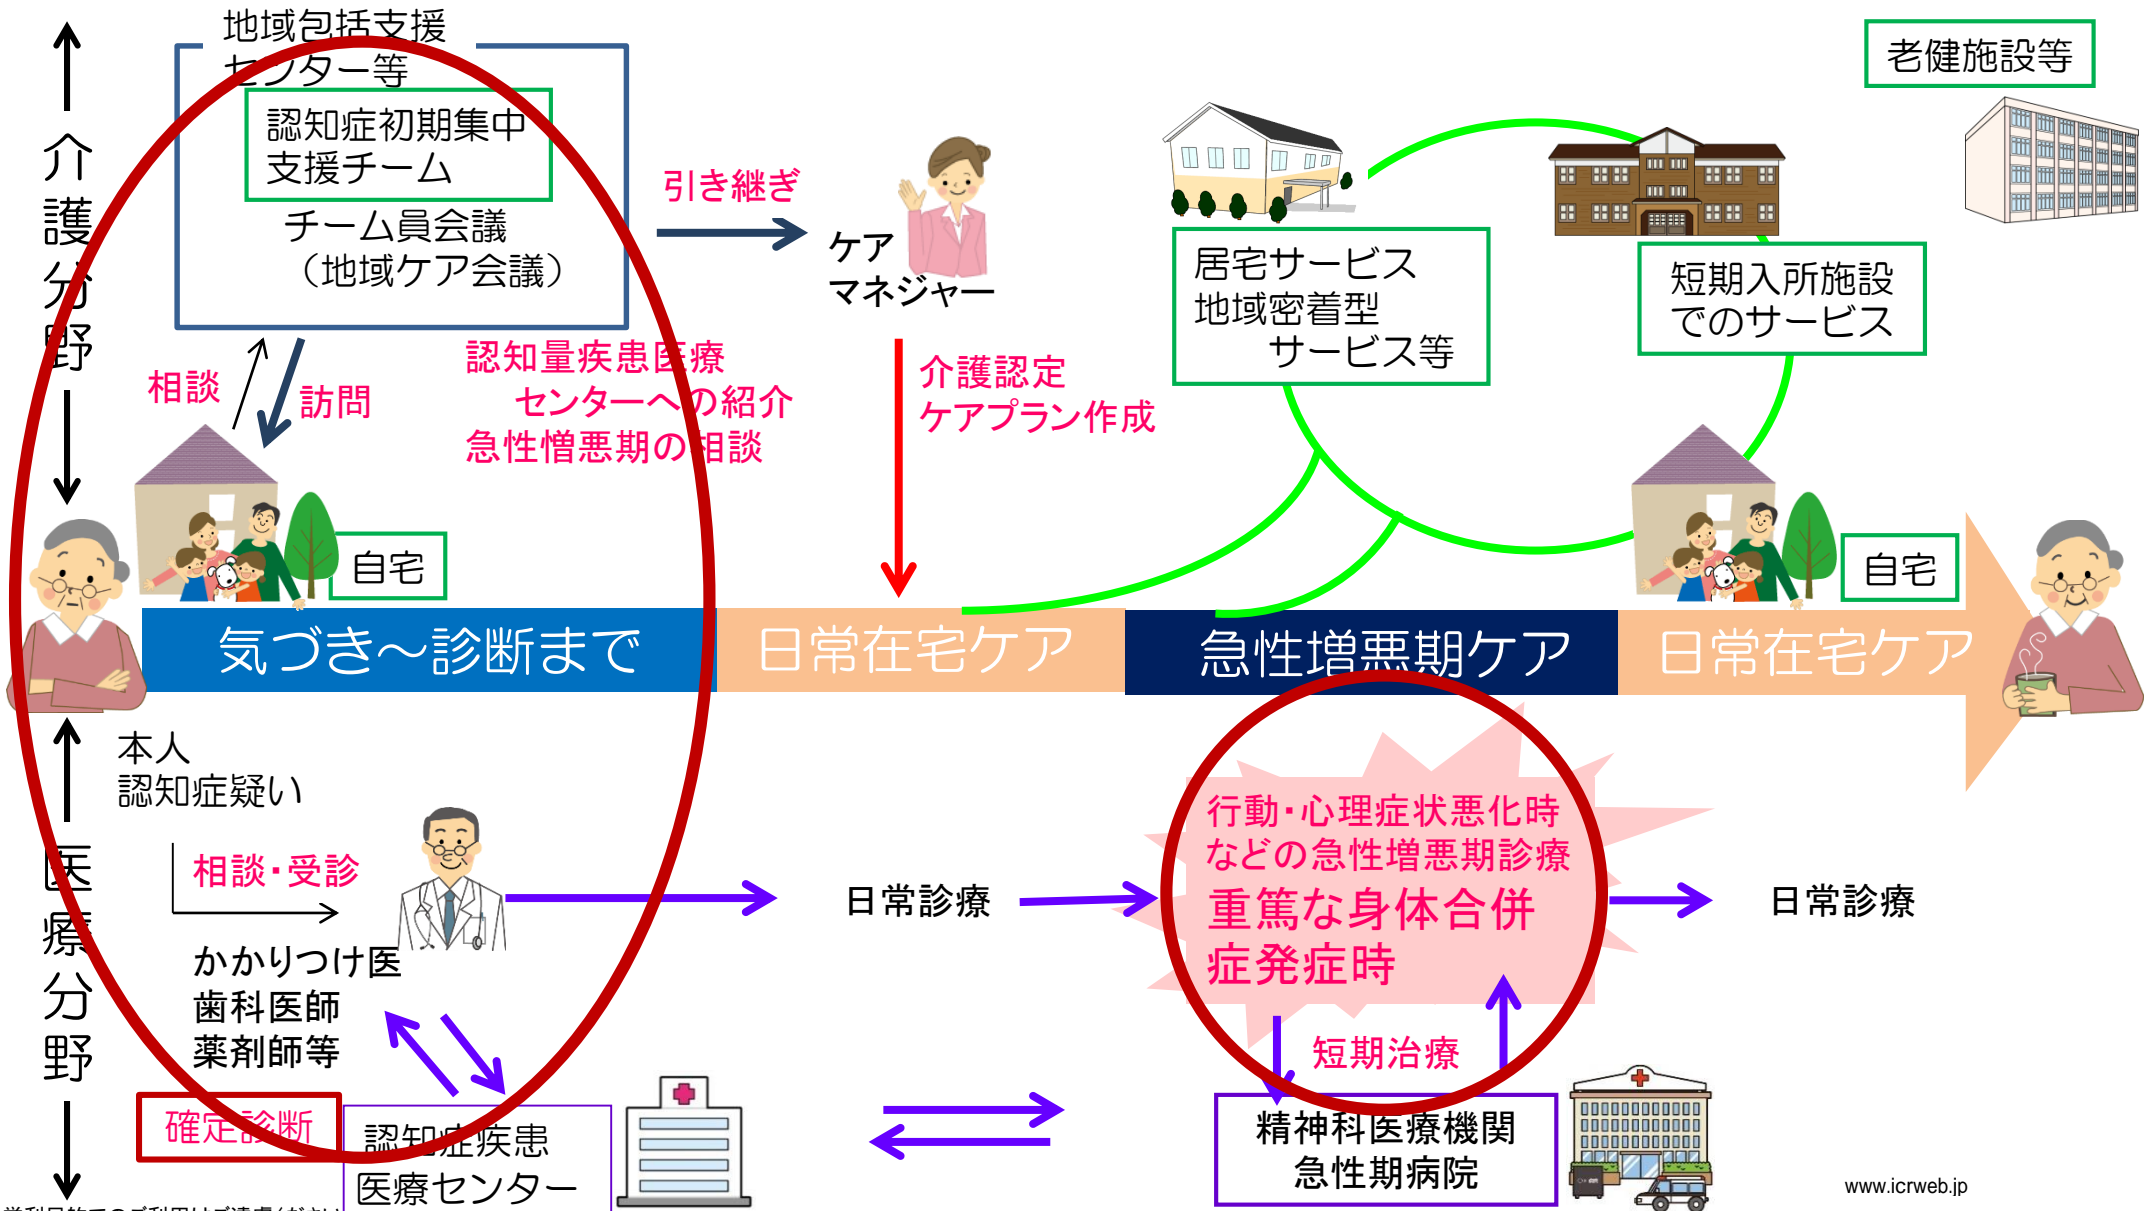 地域包括支援
センター等
認知症初期集中
支援チーム
チーム員会議
（地域ケア会議）
介護分野
引き継ぎ
ケア
マネジャー
老健施設等
居宅サービス
地域密着型
サービス等
短期入所施設
でのサービス
相談
訪問
認知量疾患医療
センターへの紹介
急性憎悪期の相談
介護認定
ケアプラン作成
自宅
自宅
気づき～診断まで
日常在宅ケア
急性増悪期ケア
日常在宅ケア
本人
認知症疑い
医療分野
相談・受診
かかりつけ医
歯科医師
薬剤師等
日常診療
行動・心理症状悪化時
などの急性増悪期診療
重篤な身体合併
症発症時
日常診療
短期治療
確定診断
認知症疾患
医療センター
精神科医療機関
急性期病院
www.icrweb.jp